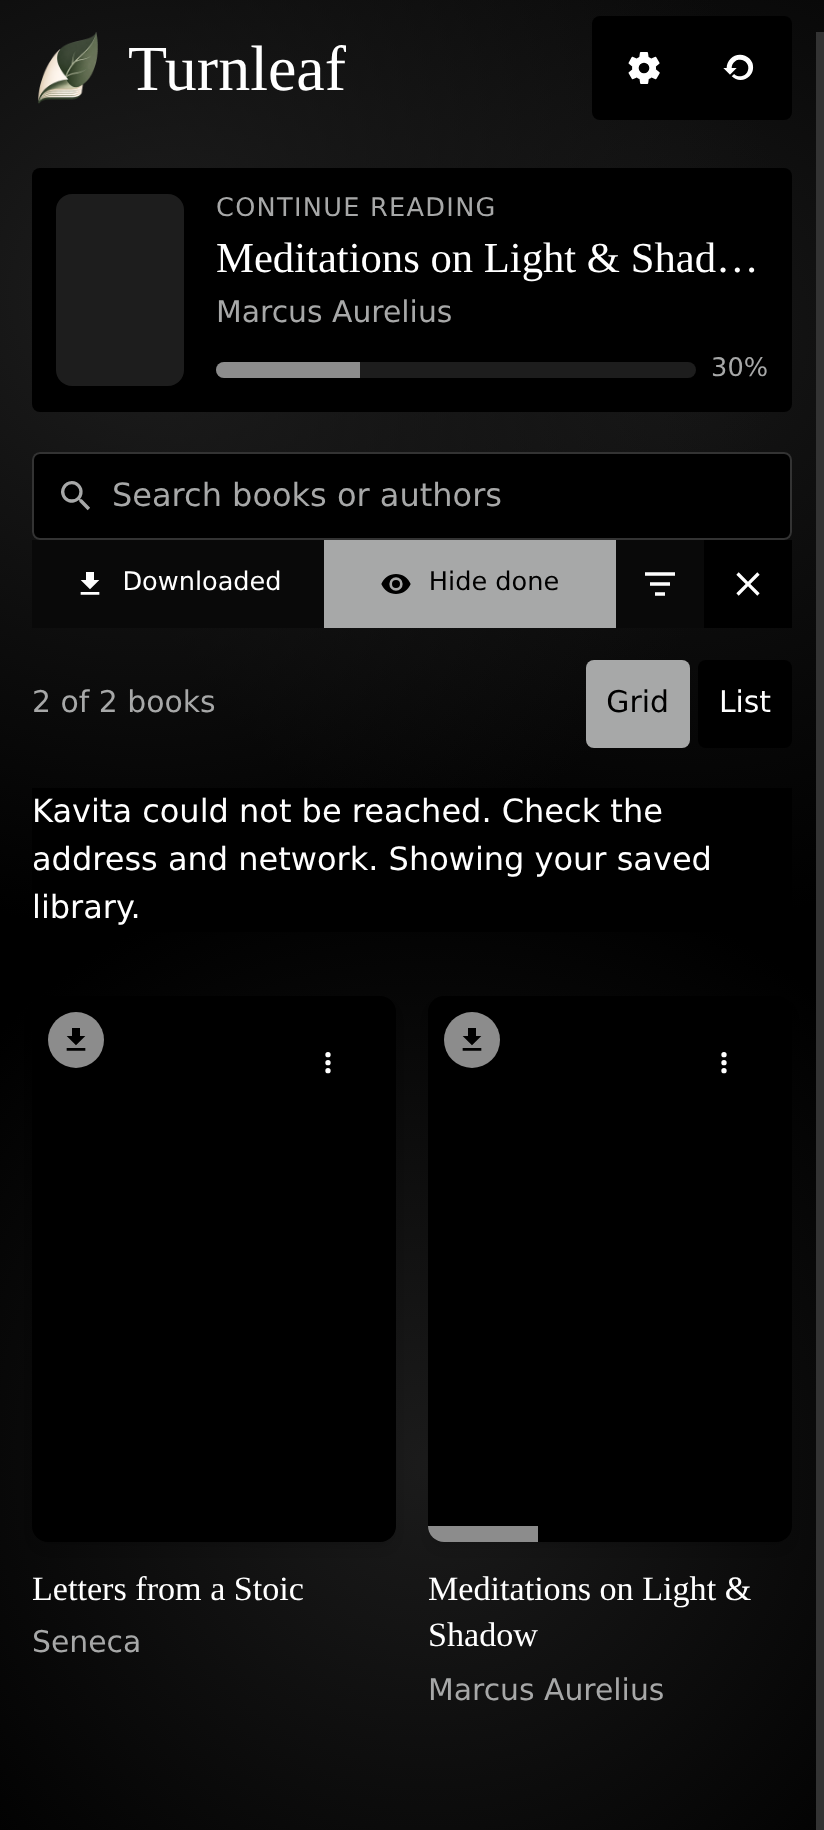 Turnleaf
CONTINUE READING
Meditations on Light & Shad…
Marcus Aurelius
30%
Search books or authors
Downloaded
Hide done
2 of 2 books
Grid
List
Kavita could not be reached. Check the
address and network. Showing your saved
library.
Letters from a Stoic
Seneca
Meditations on Light &
Shadow
Marcus Aurelius